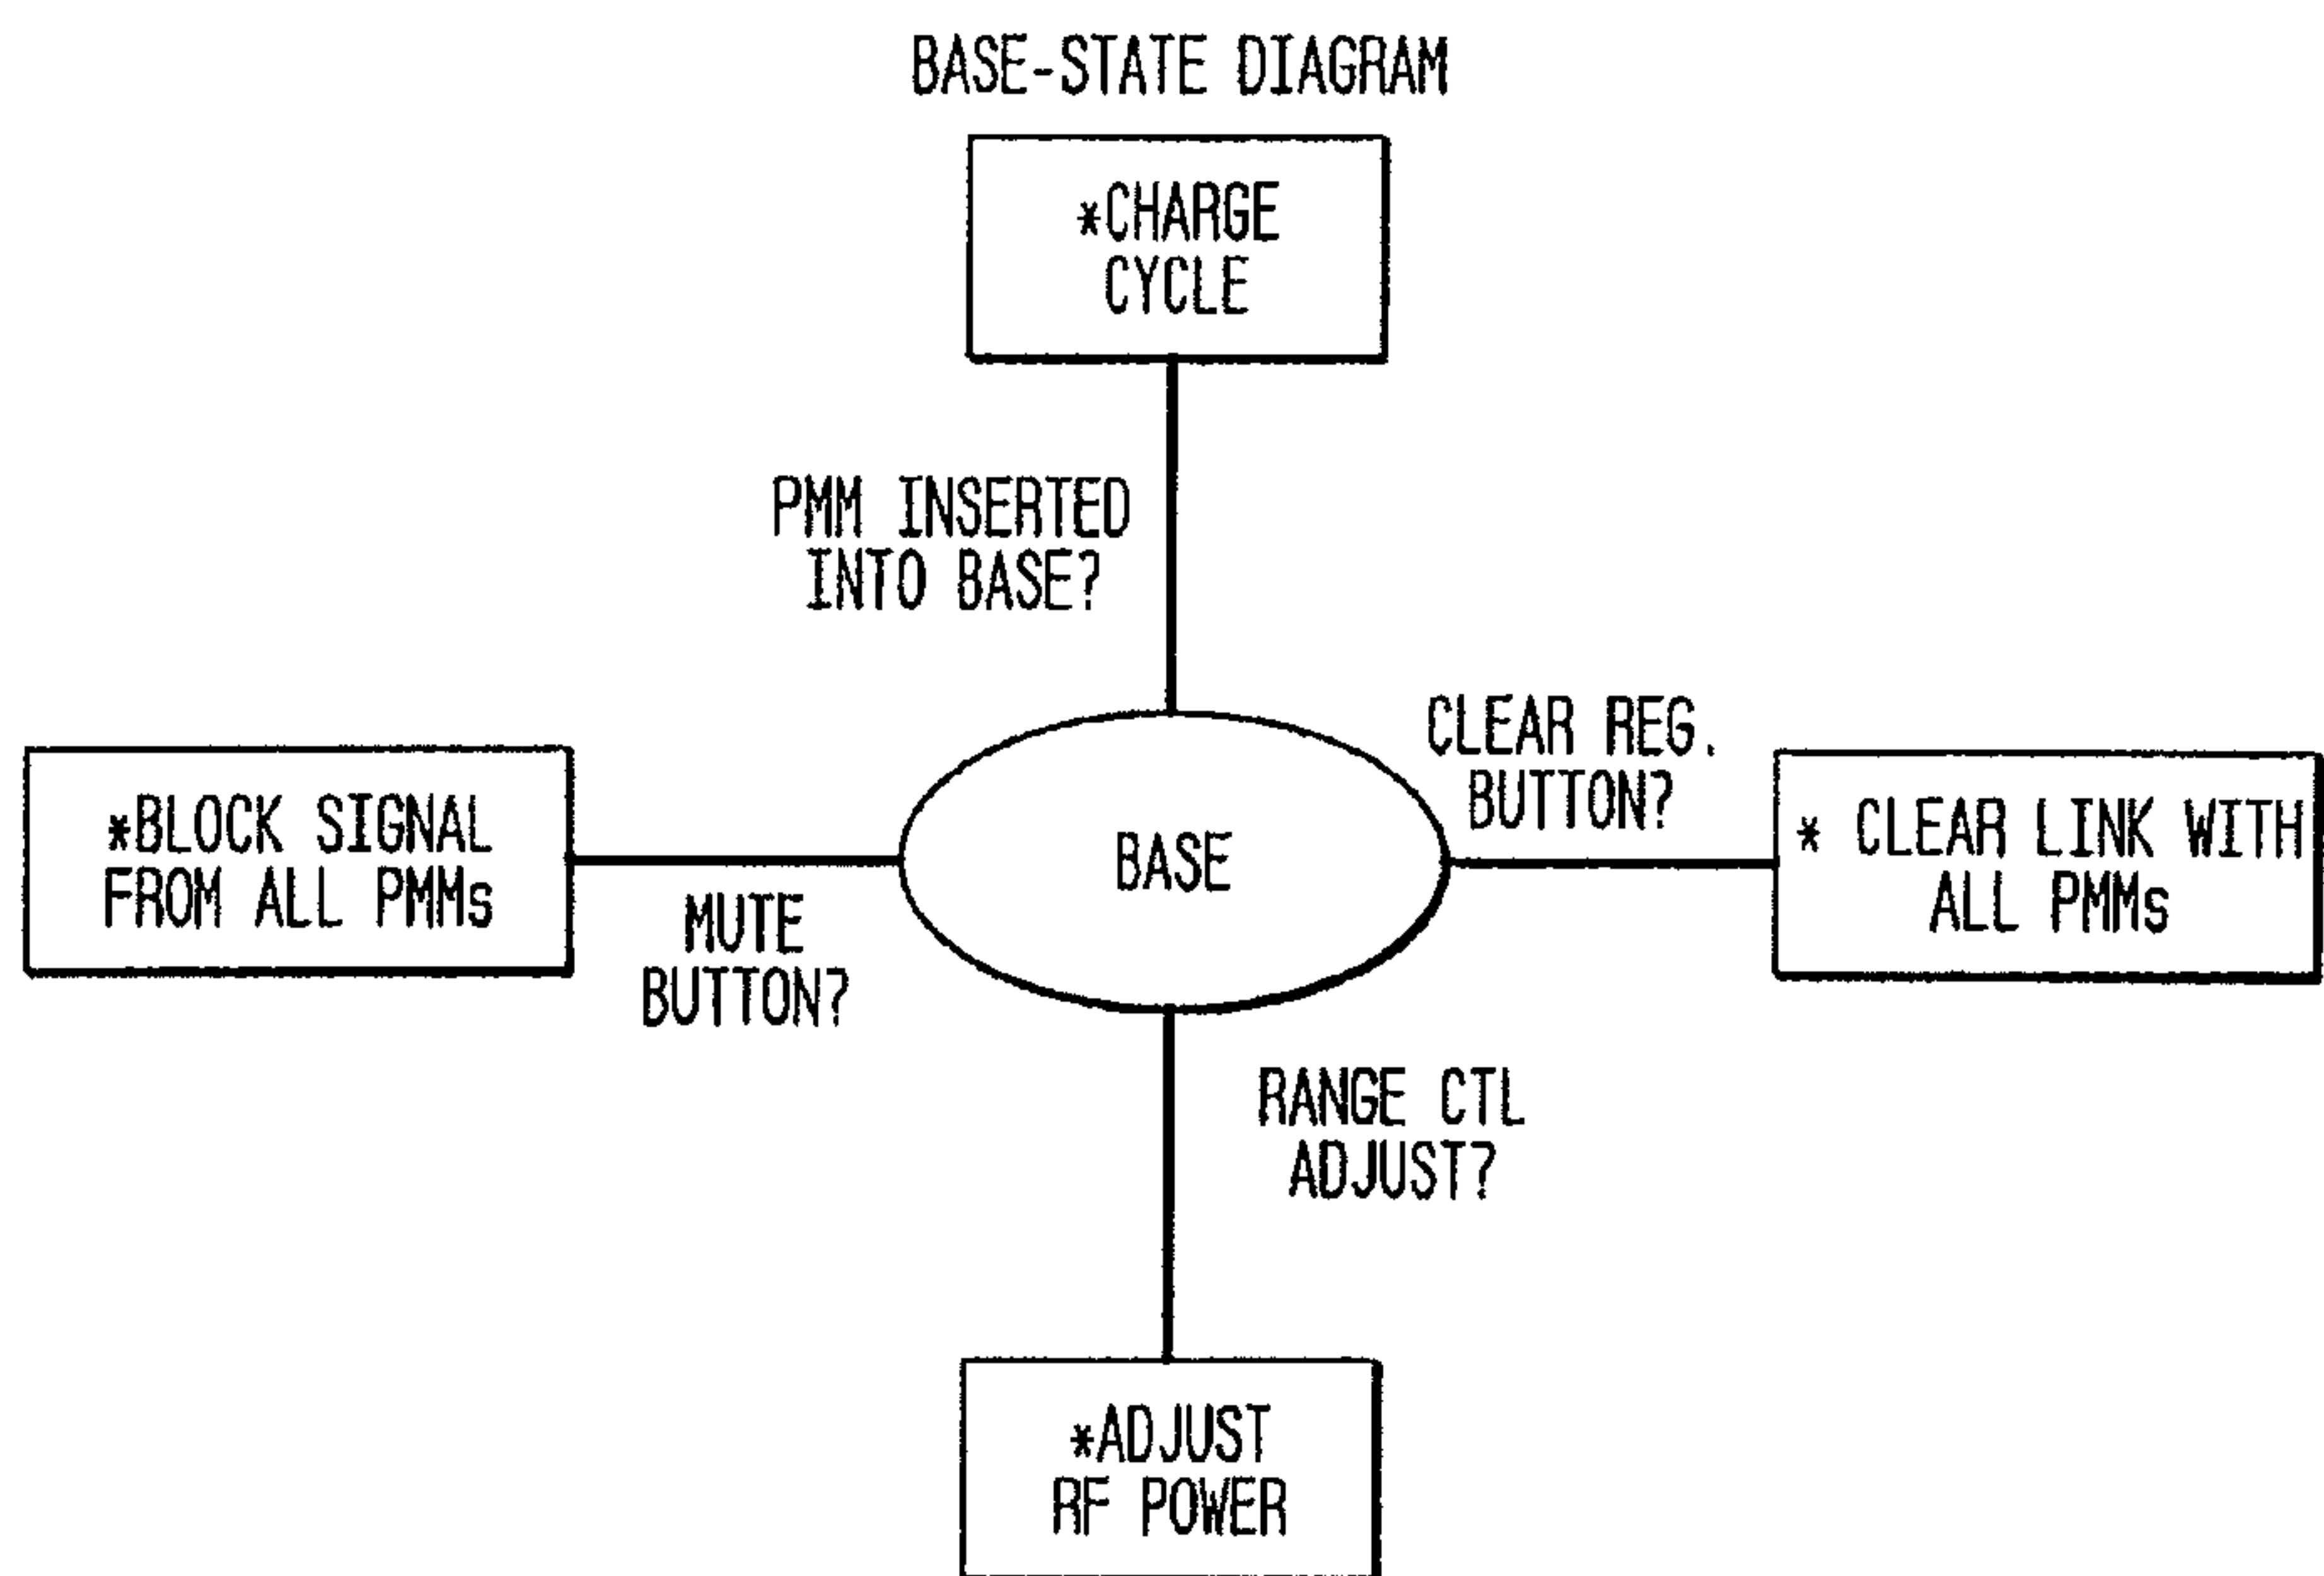 BASE-STATE DIAGRAM
*CHARGE
CYCLE
PMM INSERTED
INTO BASE?
CLEAR REG.
BUTTON?
*BLOCK SIGNAL
FROM ALL PMMs
MUTE
BUTTON?
BASE
* CLEAR LINK WITH
ALL PMMs
RANGE CTL
ADJUST?
*ADJUST
RF POWER